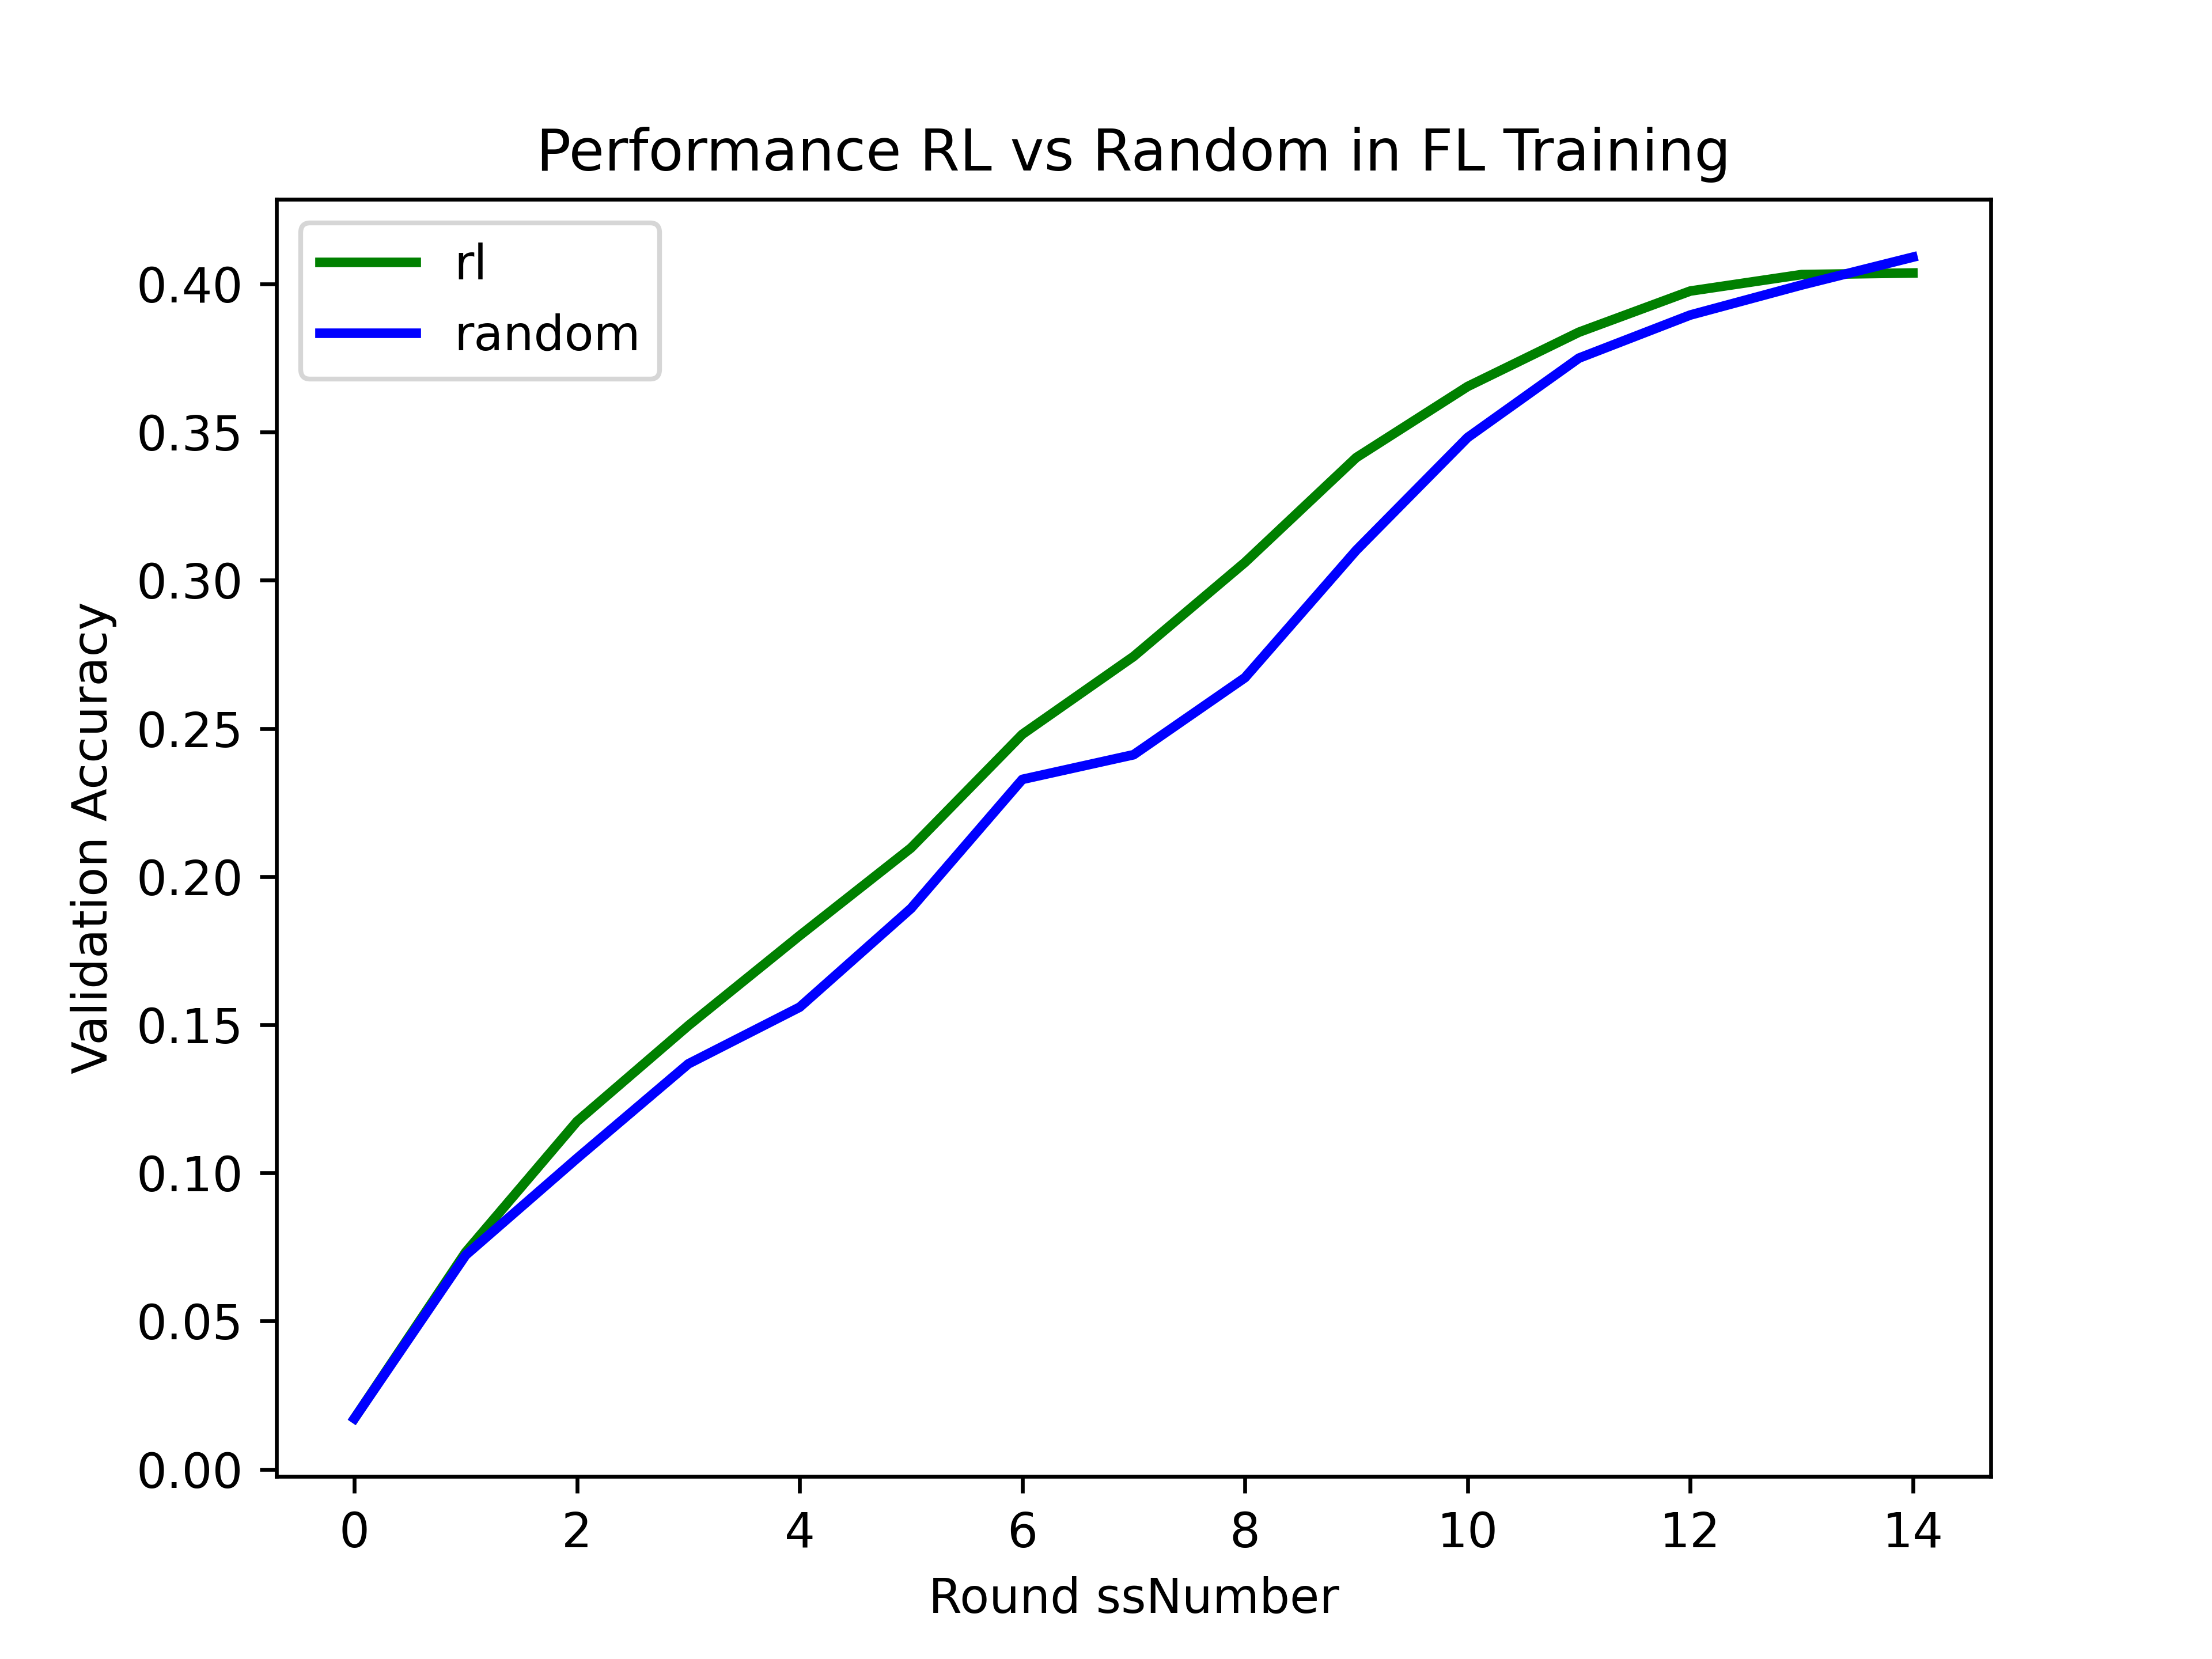 Performance RL vs Random in FL Training
rl
random
0.40
0.35
0.30
0.25
0.20
0.15
0.10
0.05
0.00
Validation Accuracy
0 2 4 6 8 10 12 14
Round ssNumber